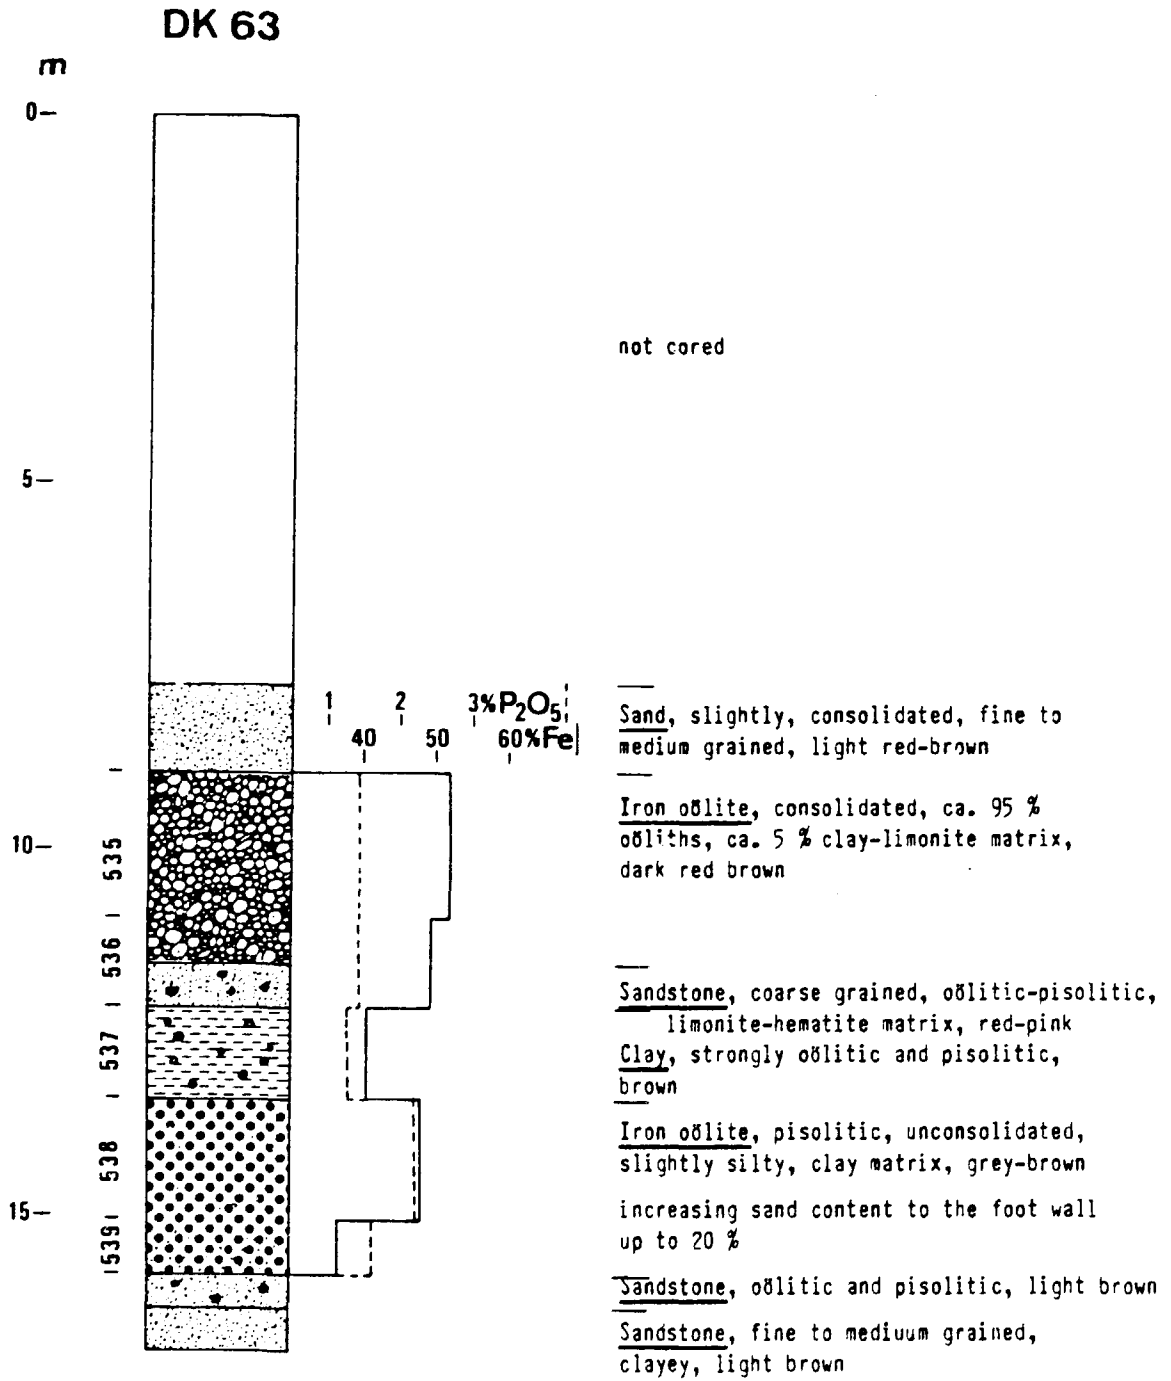 DK 63
m
0
5
1 2 3% P₂O₅
40 50 60% Fe
10
15
535
536
537
538
539
not cored
Sand, slightly, consolidated, fine to
medium grained, light red-brown
Iron oölite, consolidated, ca. 95 %
oöliths, ca. 5 % clay-limonite matrix,
dark red brown
Sandstone, coarse grained, oölitic-pisolitic,
limonite-hematite matrix, red-pink
Clay, strongly oölitic and pisolitic,
brown
Iron oölite, pisolitic, unconsolidated,
slightly silty, clay matrix, grey-brown
increasing sand content to the foot wall
up to 20 %
Sandstone, oölitic and pisolitic, light brown
Sandstone, fine to medium grained,
clayey, light brown